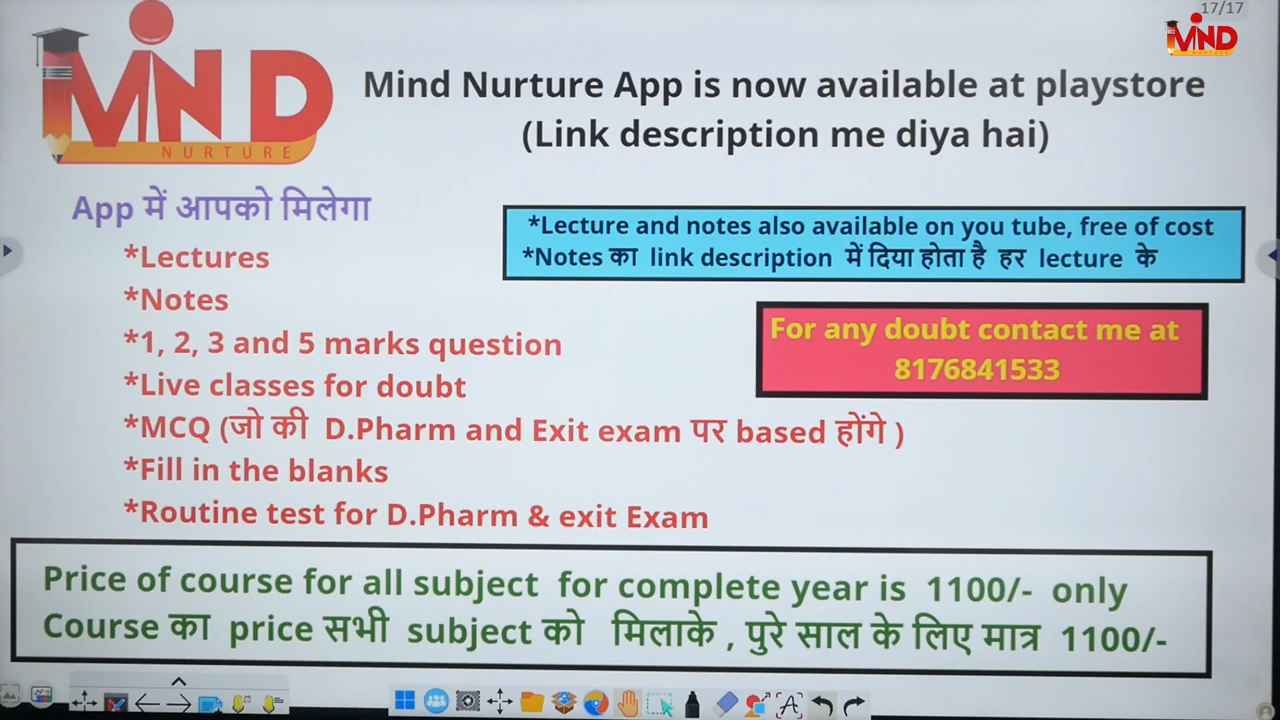 17/17
MIND
NURTURE
MIND
NURTURE
Mind Nurture App is now available at playstore
(Link description me diya hai)
App में आपको मिलेगा
*Lecture and notes also available on you tube, free of cost
*Notes का link description में दिया होता है हर lecture के
*Lectures
*Notes
*1, 2, 3 and 5 marks question
*Live classes for doubt
*MCQ (जो की D.Pharm and Exit exam पर based होंगे )
*Fill in the blanks
*Routine test for D.Pharm & exit Exam
For any doubt contact me at
8176841533
Price of course for all subject for complete year is 1100/- only
Course का price सभी subject को मिलाके , पुरे साल के लिए मात्र 1100/-